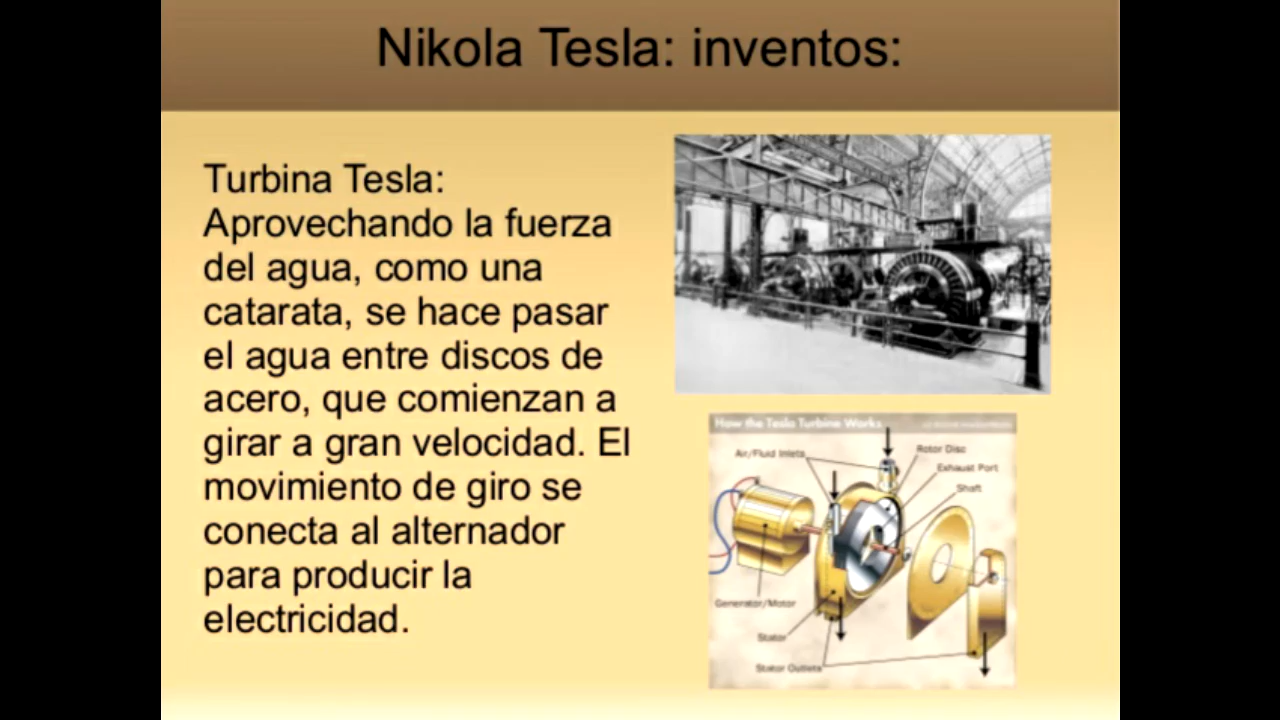 Nikola Tesla: inventos:
Turbina Tesla:
Aprovechando la fuerza
del agua, como una
catarata, se hace pasar
el agua entre discos de
acero, que comienzan a
girar a gran velocidad. El
movimiento de giro se
conecta al alternador
para producir la
electricidad.
How the Tesla Turbine Works
Air/Fluid Inlets
Rotor Disc
Exhaust Port
Shaft
Generator/Motor
Stator
Stator Outlets